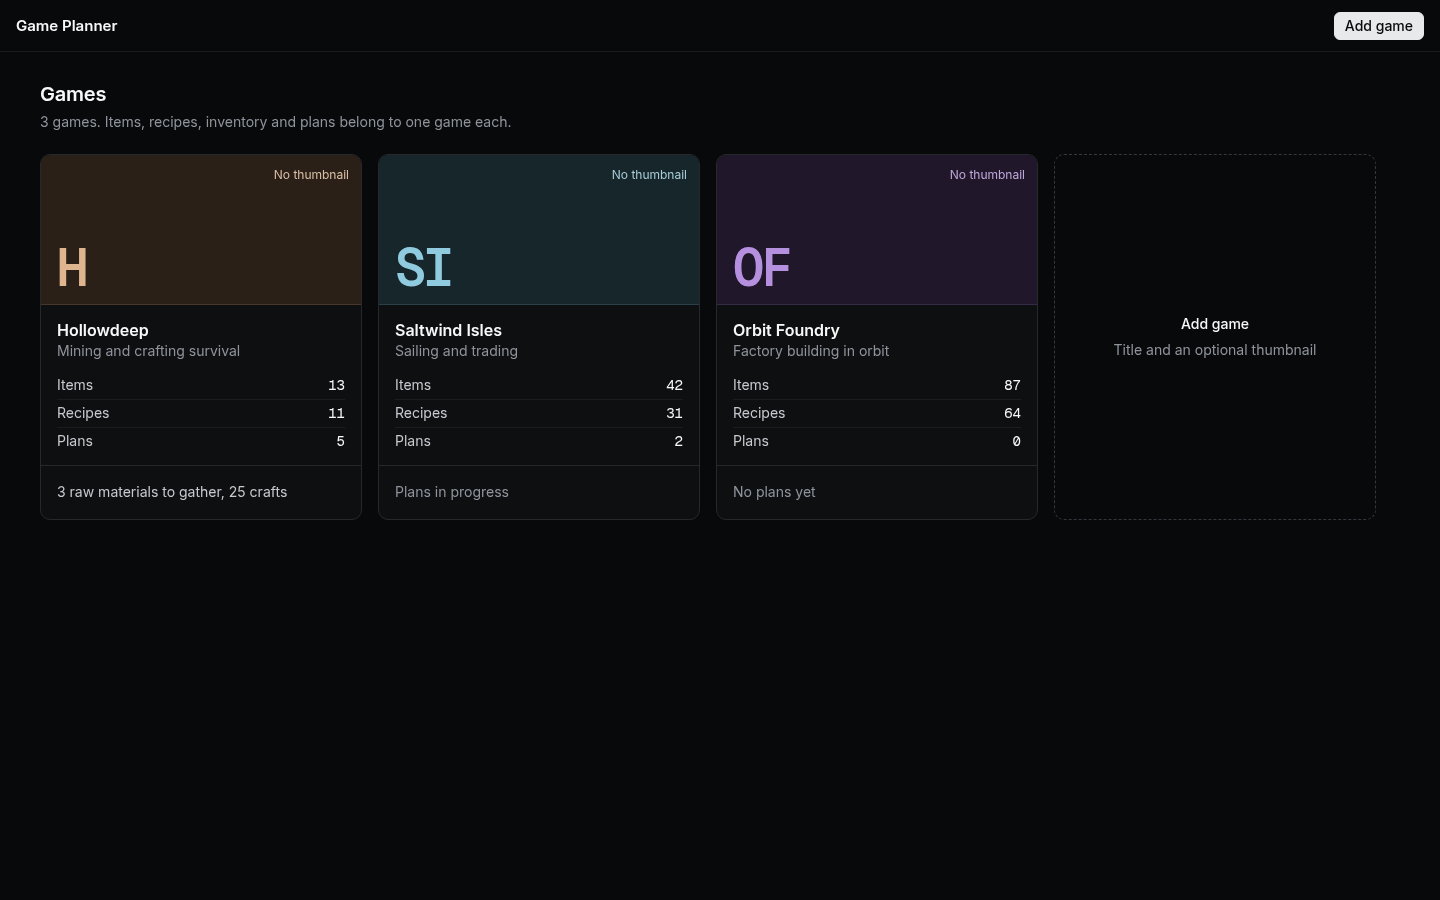 Game Planner
Add game
Games
3 games. Items, recipes, inventory and plans belong to one game each.
No thumbnail
H
Hollowdeep
Mining and crafting survival
Items 13
Recipes 11
Plans 5
3 raw materials to gather, 25 crafts
No thumbnail
SI
Saltwind Isles
Sailing and trading
Items 42
Recipes 31
Plans 2
Plans in progress
No thumbnail
OF
Orbit Foundry
Factory building in orbit
Items 87
Recipes 64
Plans 0
No plans yet
Add game
Title and an optional thumbnail